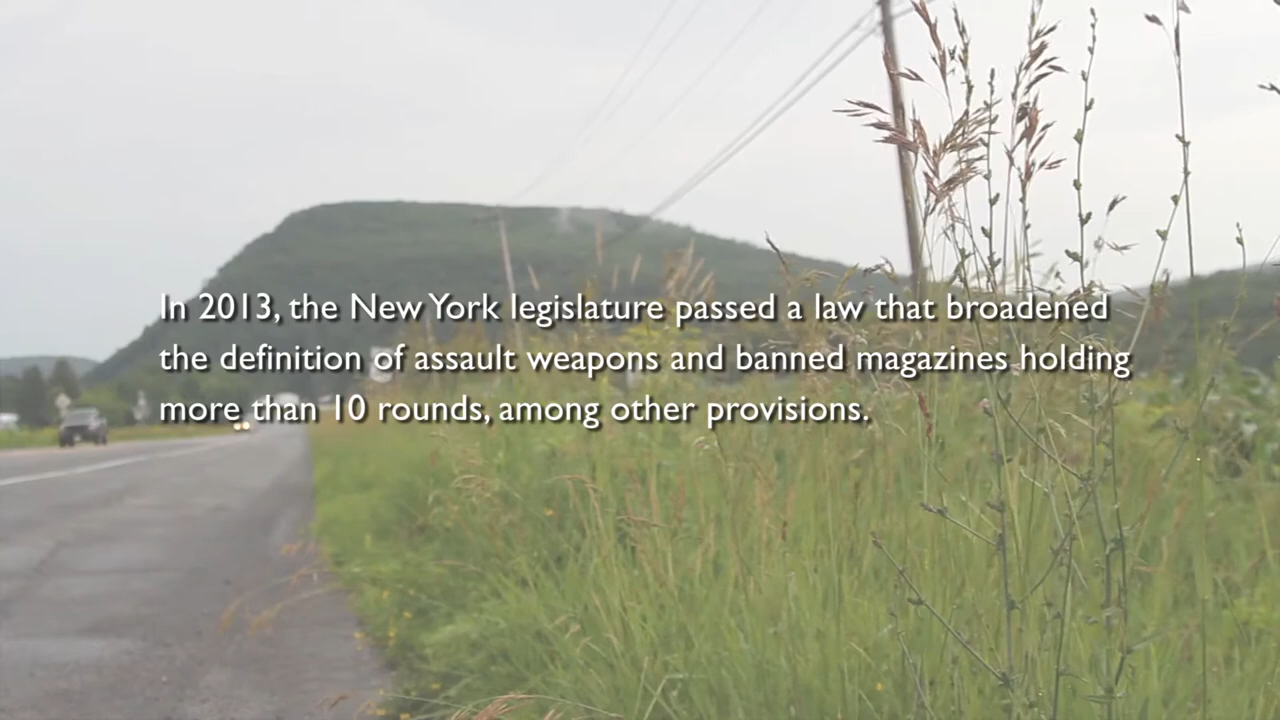 In 2013, the New York legislature passed a law that broadened
the definition of assault weapons and banned magazines holding
more than 10 rounds, among other provisions.